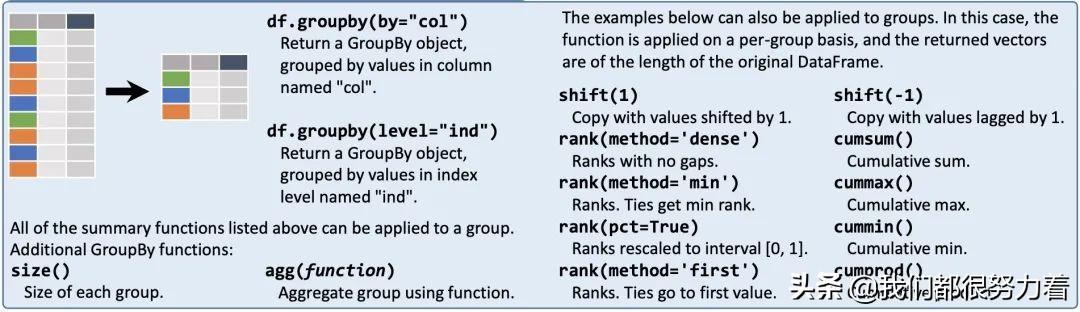 df.groupby(by="col")
Return a GroupBy object,
grouped by values in column
named "col".
df.groupby(level="ind")
Return a GroupBy object,
grouped by values in index
level named "ind".
All of the summary functions listed above can be applied to a group.
Additional GroupBy functions:
size()
Size of each group.
agg(function)
Aggregate group using function.
The examples below can also be applied to groups. In this case, the
function is applied on a per-group basis, and the returned vectors
are of the length of the original DataFrame.
shift(1)
Copy with values shifted by 1.
rank(method='dense')
Ranks with no gaps.
rank(method='min')
Ranks. Ties get min rank.
rank(pct=True)
Ranks rescaled to interval [0, 1].
rank(method='first')
Ranks. Ties go to first value.
shift(-1)
Copy with values lagged by 1.
cumsum()
Cumulative sum.
cummax()
Cumulative max.
cummin()
Cumulative min.
cumprod()
Cumulative
头条 @我们都很努力着